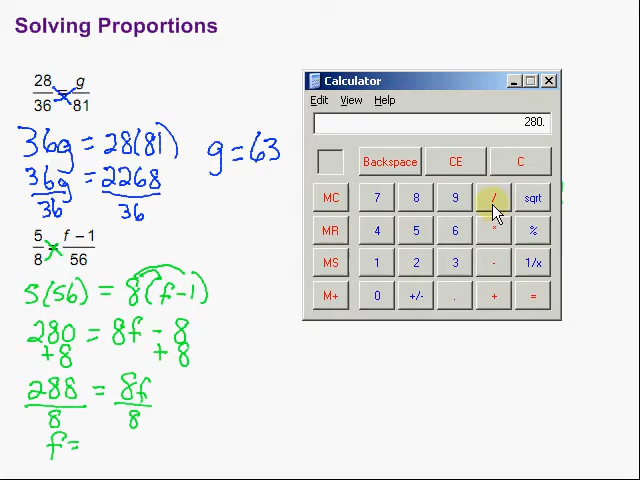 Solving Proportions
28/36 = g/81
36g = 28(81)
36g/36 = 2268/36
g = 63
5/8 = f-1/56
5(56) = 8(f-1)
280 = 8f - 8
+8 +8
288/8 = 8f/8
f=
Calculator
Edit View Help
280.
Backspace CE C
MC 7 8 9 / sqrt
MR 4 5 6 * %
MS 1 2 3 - 1/x
M+ 0 +/- . + =